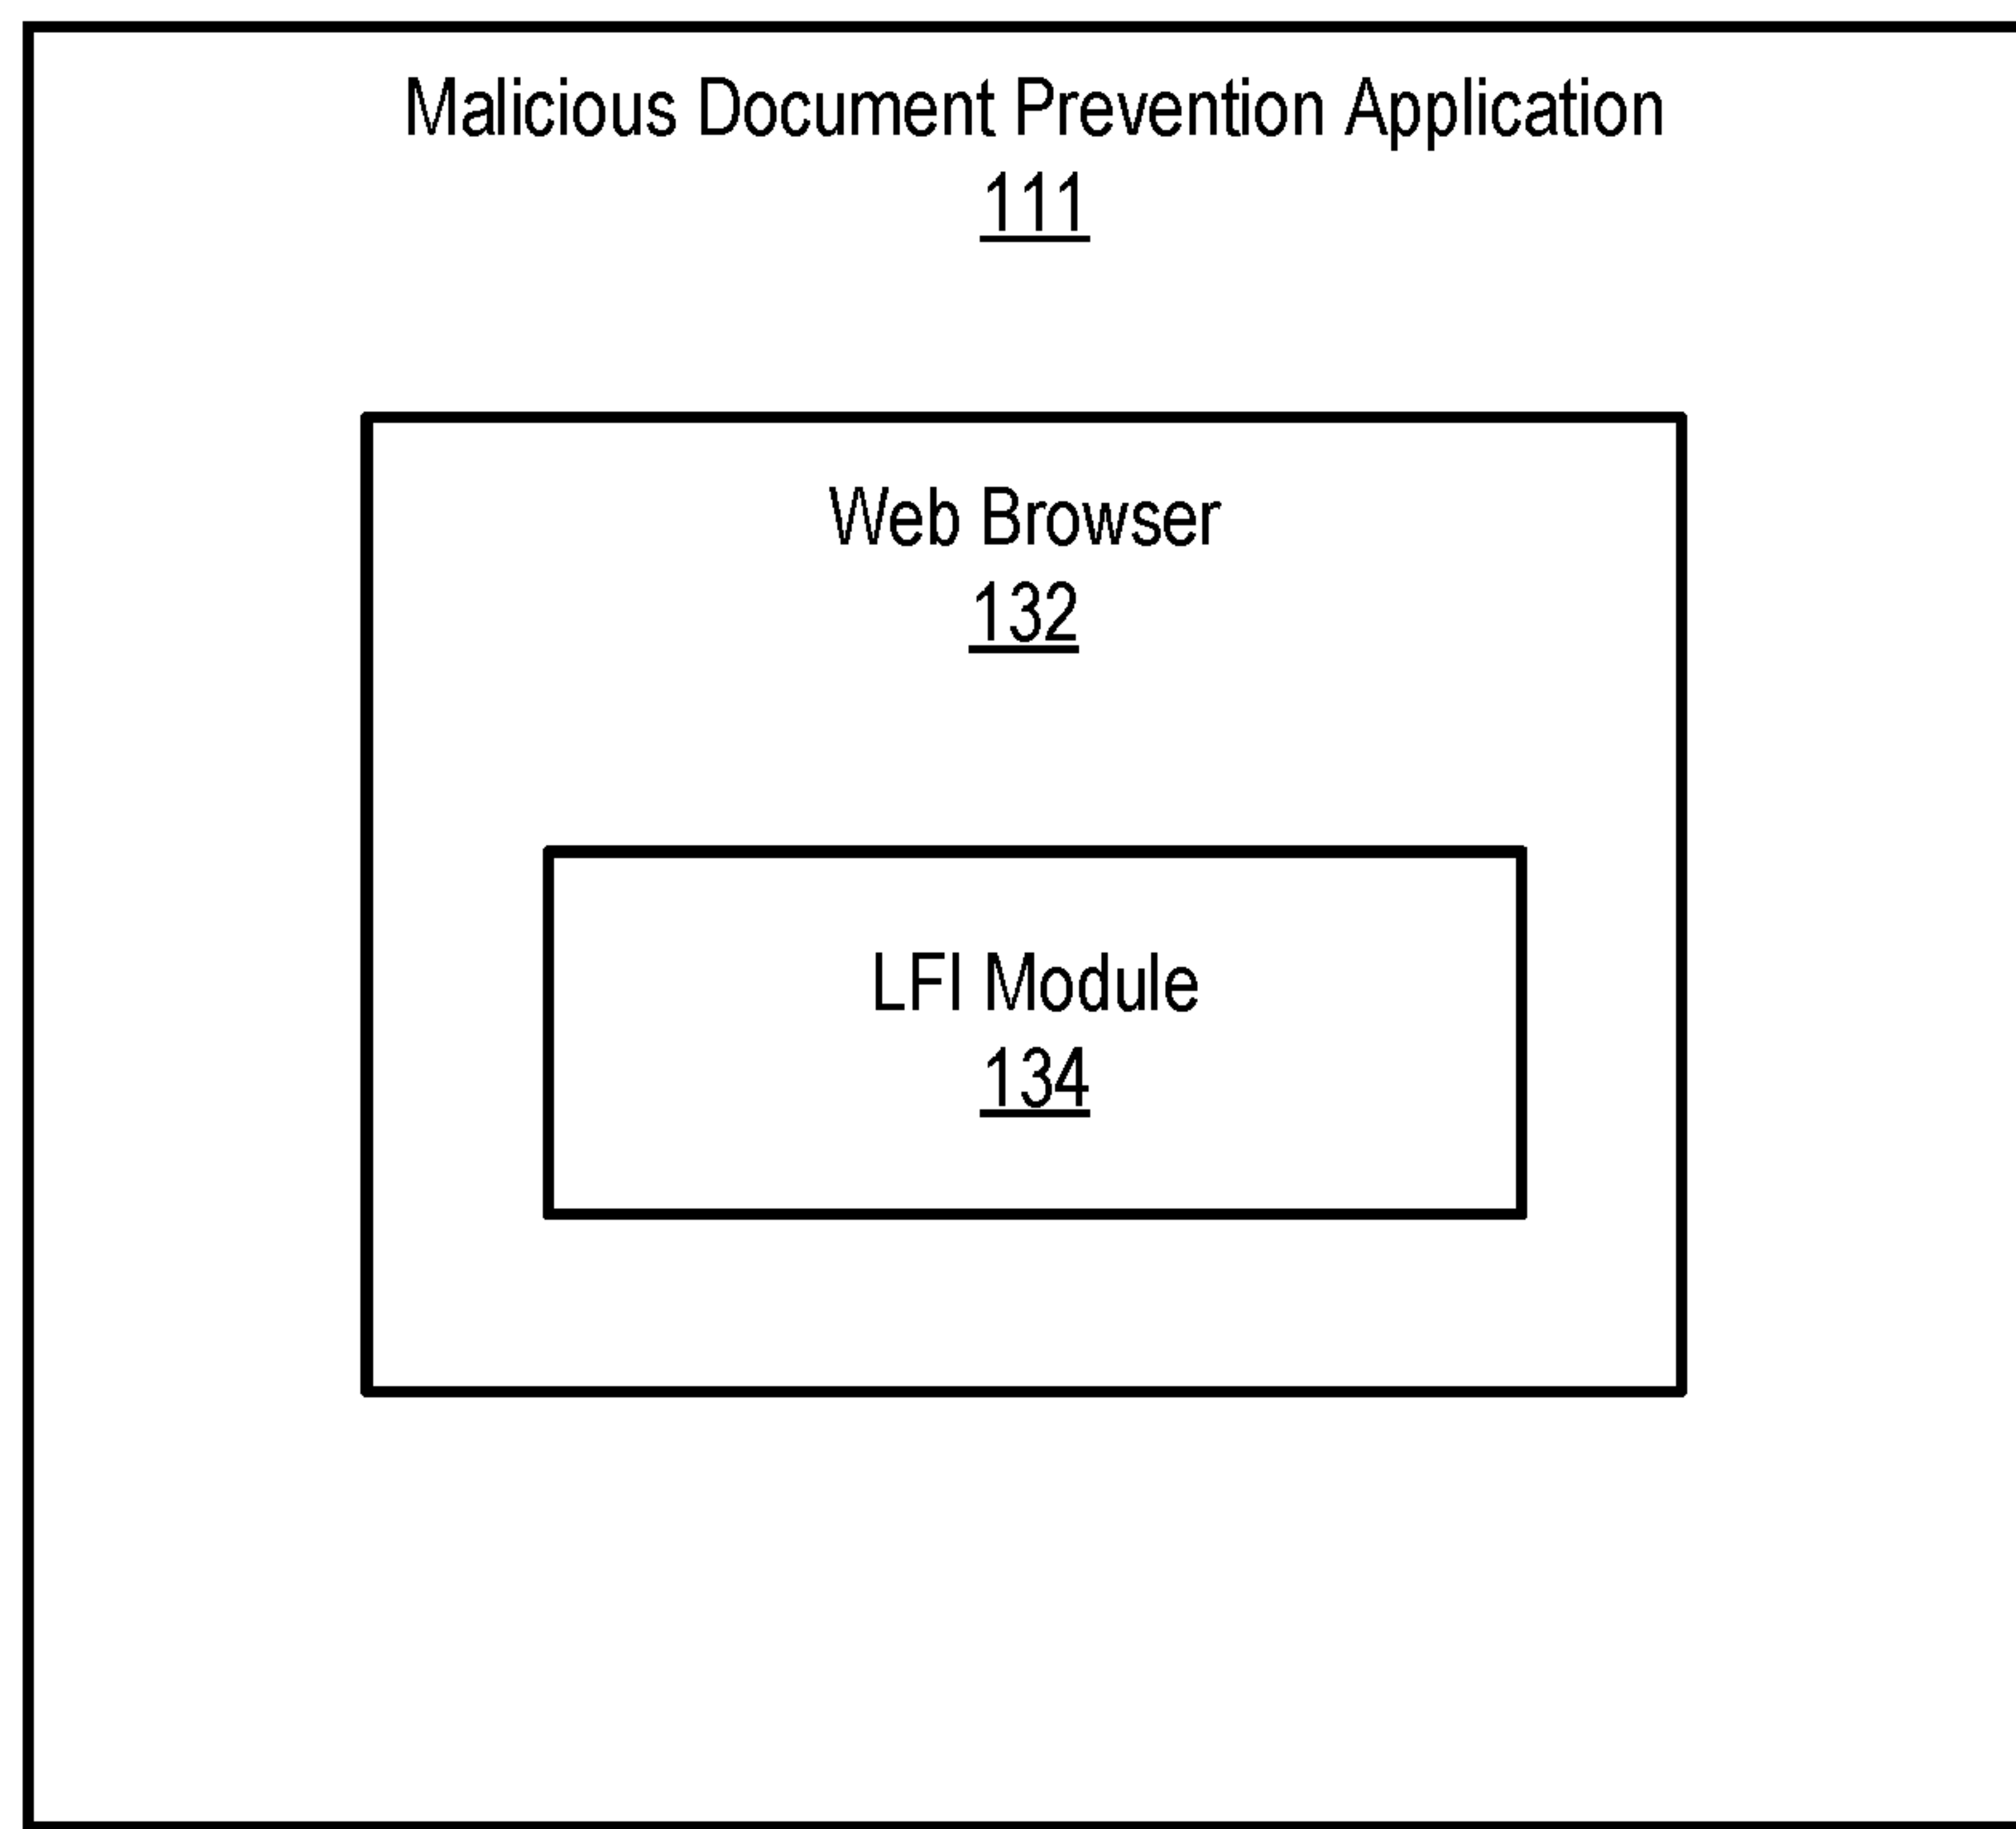 Malicious Document Prevention Application
111
Web Browser
132
LFI Module
134